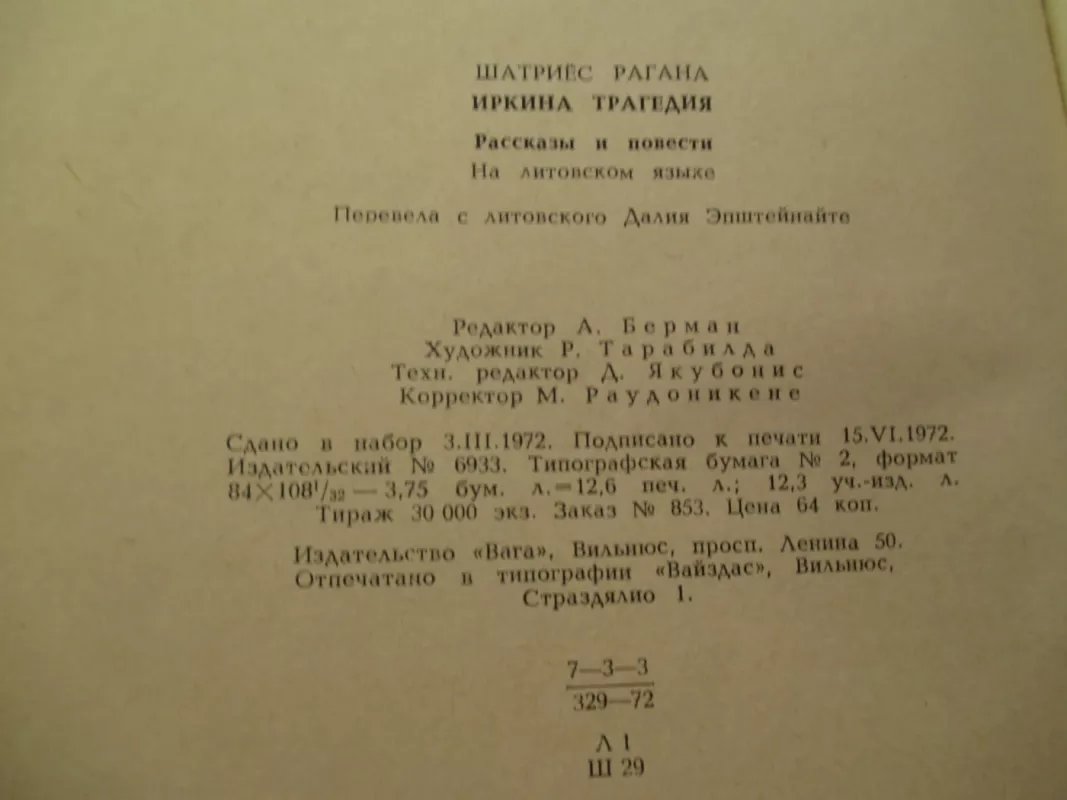 ШАТРИЁС РАГАНА
ИРКИНА ТРАГЕДИЯ
Рассказы и повести
На литовском языке
Перевела с литовского Далия Эпштейнайте
Редактор А. Берман
Художник Р. Тарабилда
Техн. редактор Д. Якубонис
Корректор М. Раудоникене
Сдано в набор 3.III.1972. Подписано к печати 15.VI.1972.
Издательский № 6933. Типографская бумага № 2, формат
84×108¹/₃₂ — 3,75 бум. л.=12,6 печ. л.; 12,3 уч.-изд. л.
Тираж 30 000 экз. Заказ № 853. Цена 64 коп.
Издательство «Вага», Вильнюс, просп. Ленина 50.
Отпечатано в типографии «Вайздас», Вильнюс,
Страздялио 1.
7—3—3
329—72
Л 1
Ш 29